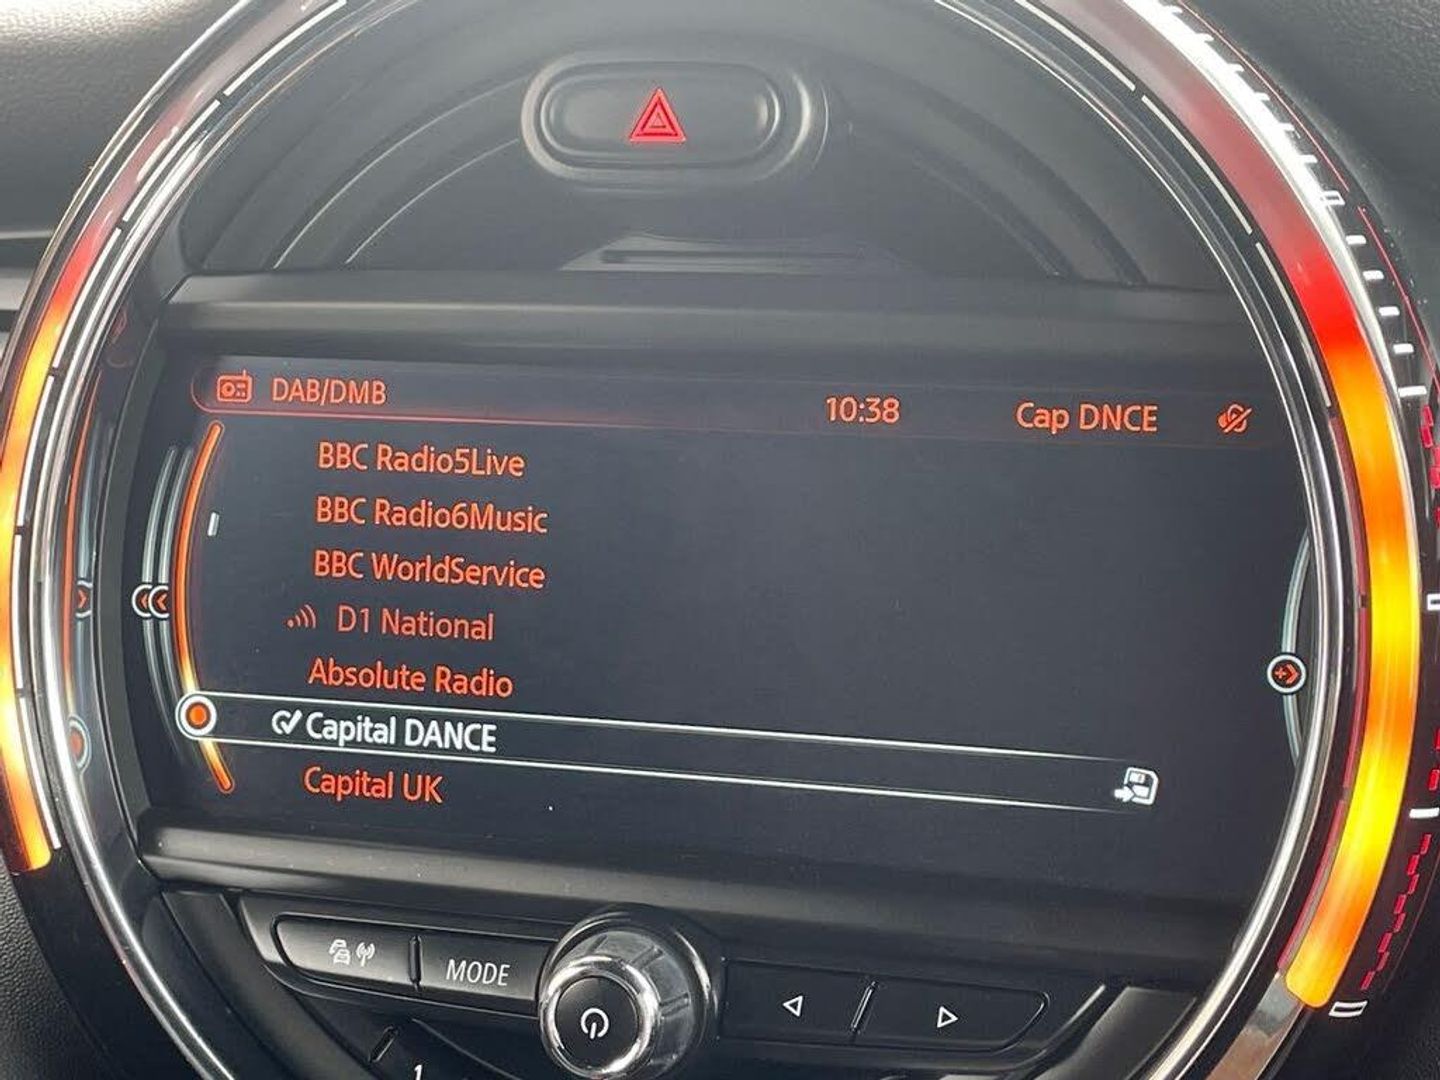 DAB/DMB 10:38 Cap DNCE
BBC Radio5Live
BBC Radio6Music
BBC WorldService
D1 National
Absolute Radio
Capital DANCE
Capital UK
MODE
1